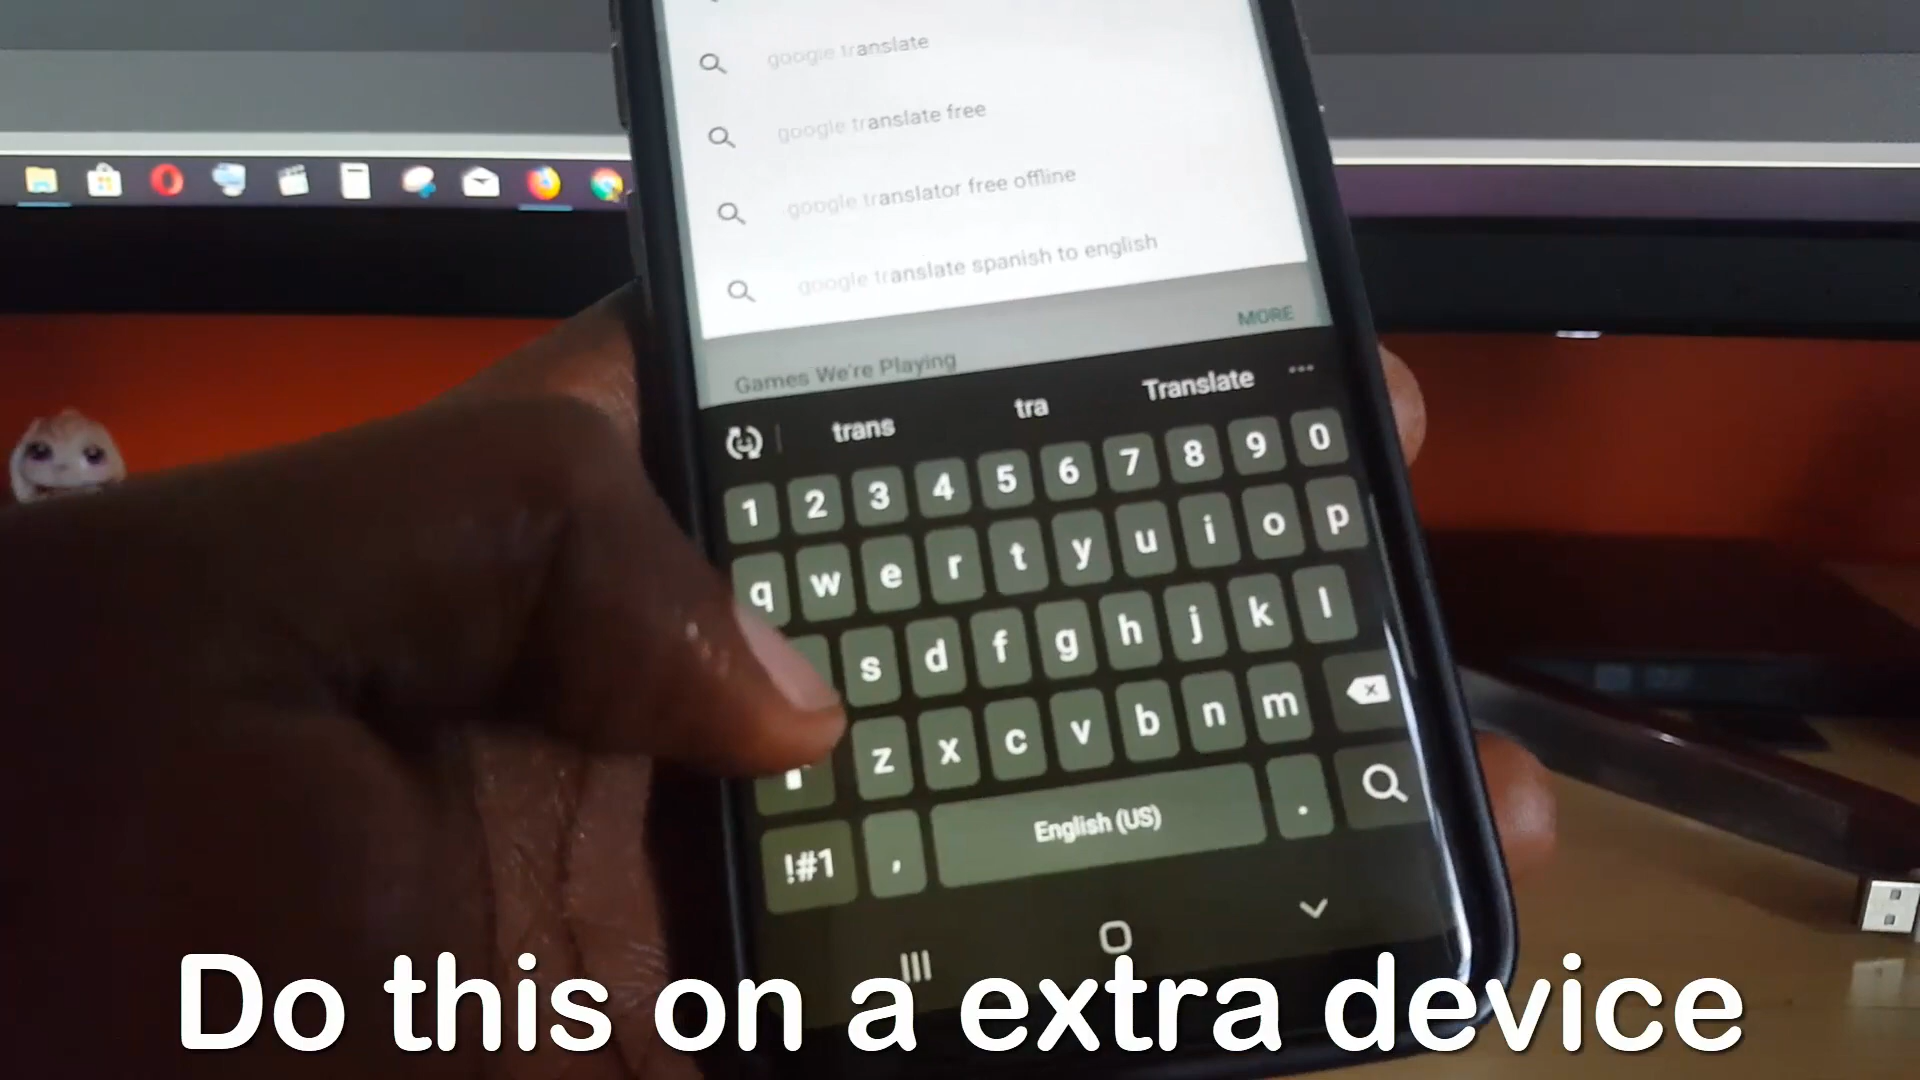 google translate
google translate free
google translator free offline
google translate spanish to english
MORE
Games We're Playing
trans tra Translate ...
1 2 3 4 5 6 7 8 9 0
q w e r t y u i o p
s d f g h j k l
z x c v b n m
!#1 , English (US) .
Do this on a extra device